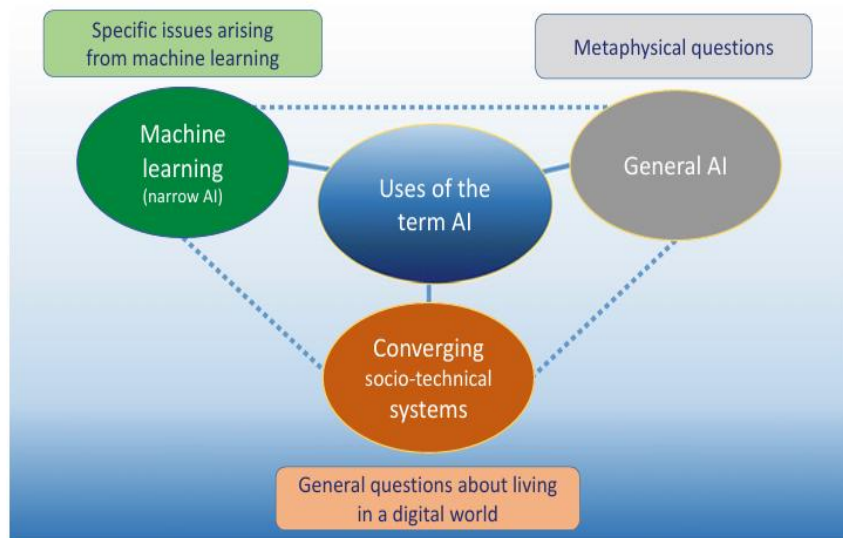 Specific issues arising
from machine learning
Metaphysical questions
Machine
learning
(narrow AI)
Uses of the
term AI
General AI
Converging
socio-technical
systems
General questions about living
in a digital world